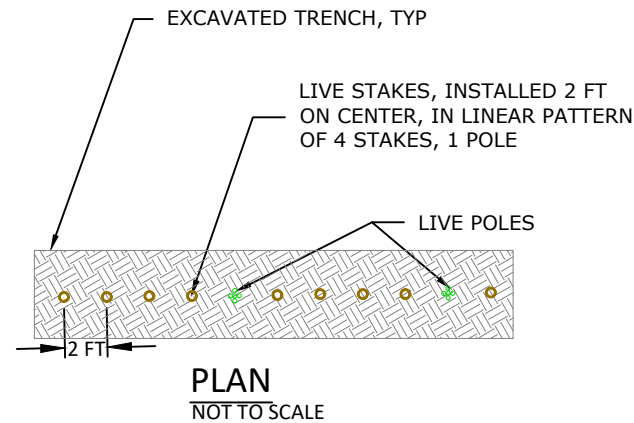 EXCAVATED TRENCH, TYP
LIVE STAKES, INSTALLED 2 FT
ON CENTER, IN LINEAR PATTERN
OF 4 STAKES, 1 POLE
LIVE POLES
2 FT
PLAN
NOT TO SCALE